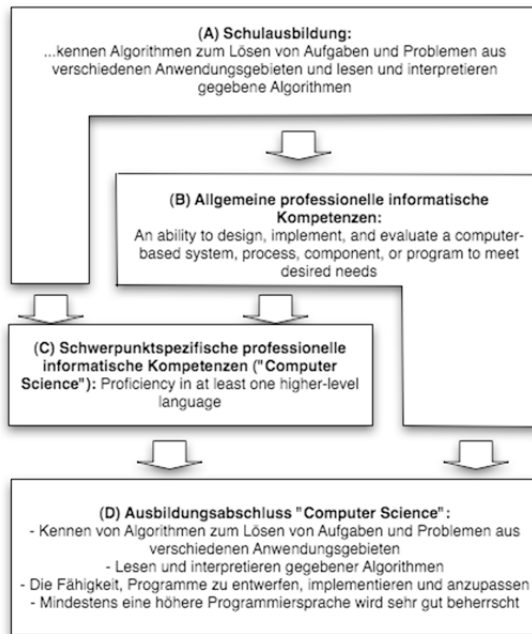 (A) Schulausbildung:
...kennen Algorithmen zum Lösen von Aufgaben und Problemen aus
verschiedenen Anwendungsgebieten und lesen und interpretieren
gegebene Algorithmen
(B) Allgemeine professionelle informatische
Kompetenzen:
An ability to design, implement, and evaluate a computer-
based system, process, component, or program to meet
desired needs
(C) Schwerpunktspezifische professionelle
informatische Kompetenzen ("Computer
Science"): Proficiency in at least one higher-level
language
(D) Ausbildungsabschluss "Computer Science":
- Kennen von Algorithmen zum Lösen von Aufgaben und Problemen aus
verschiedenen Anwendungsgebieten
- Lesen und interpretieren gegebener Algorithmen
- Die Fähigkeit, Programme zu entwerfen, implementieren und anzupassen
- Mindestens eine höhere Programmiersprache wird sehr gut beherrscht